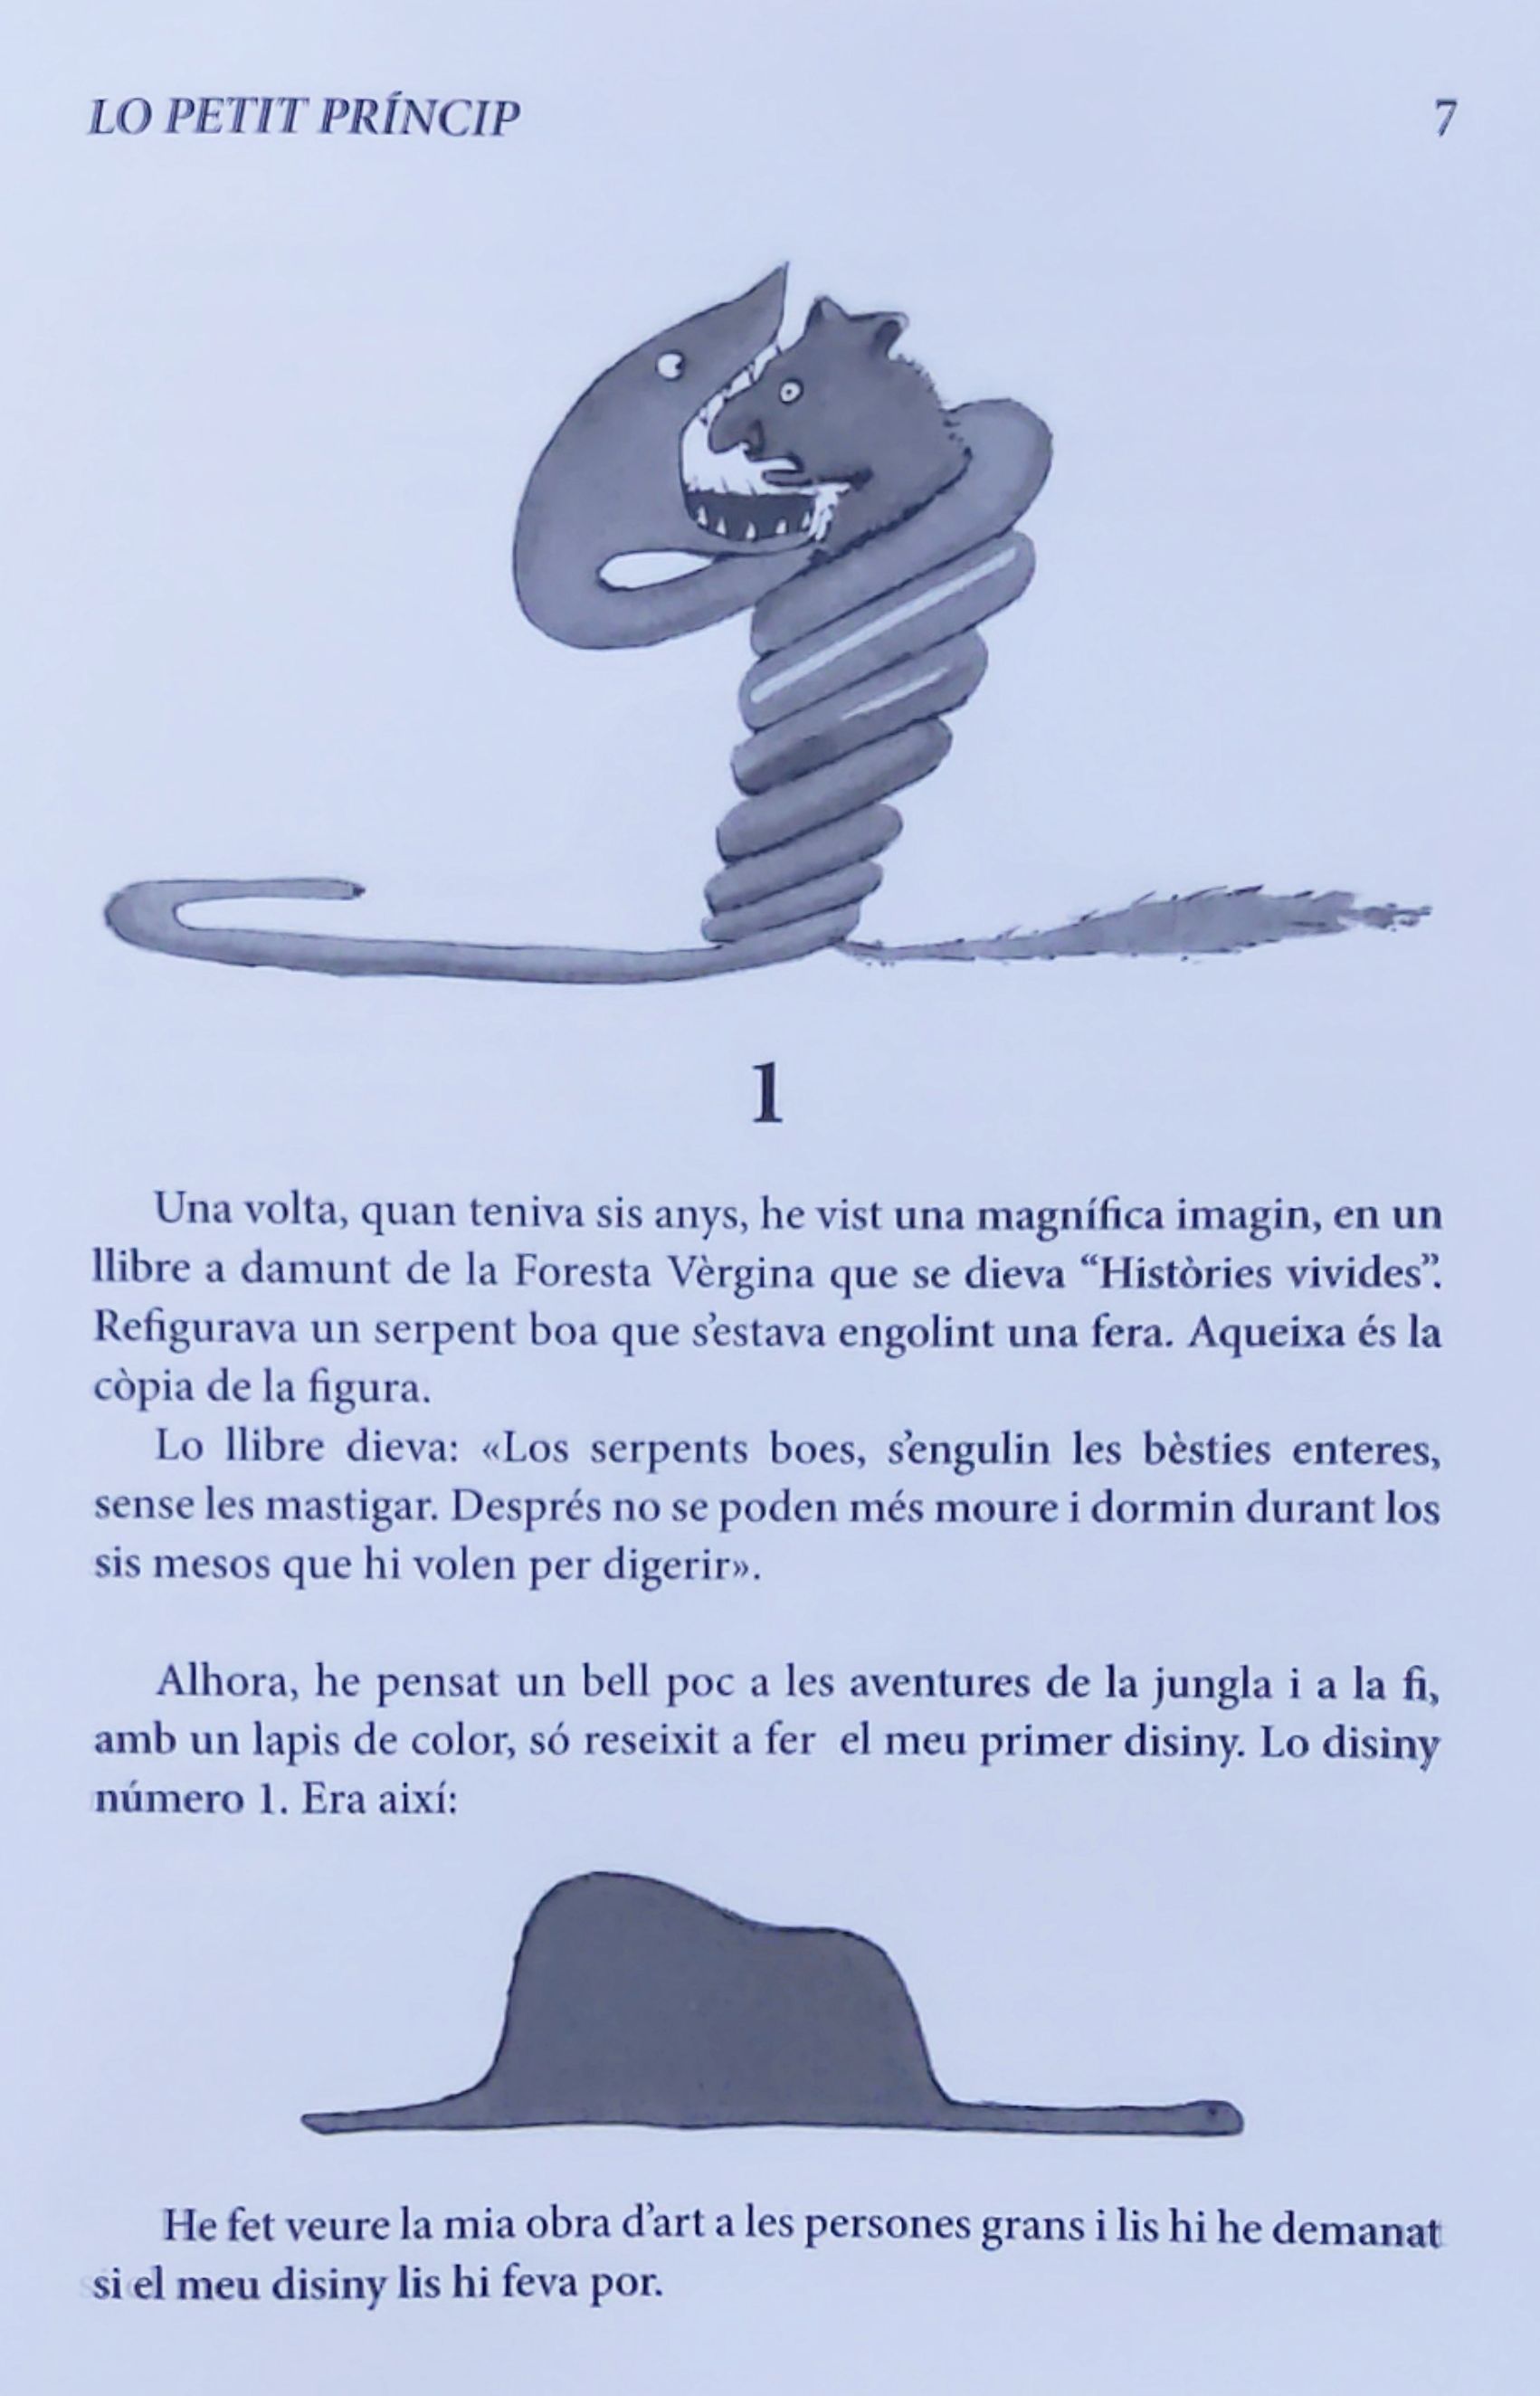 LO PETIT PRÍNCIP 7
1
Una volta, quan teniva sis anys, he vist una magnífica imagin, en un
llibre a damunt de la Foresta Vèrgina que se dieva “Històries vivides”.
Refigurava un serpent boa que s’estava engolint una fera. Aqueixa és la
còpia de la figura.
Lo llibre dieva: «Los serpents boes, s’engulin les bèsties enteres,
sense les mastigar. Després no se poden més moure i dormin durant los
sis mesos que hi volen per digerir».
Alhora, he pensat un bell poc a les aventures de la jungla i a la fi,
amb un lapis de color, só reseixit a fer el meu primer disiny. Lo disiny
número 1. Era així:
He fet veure la mia obra d’art a les persones grans i lis hi he demanat
si el meu disiny lis hi feva por.